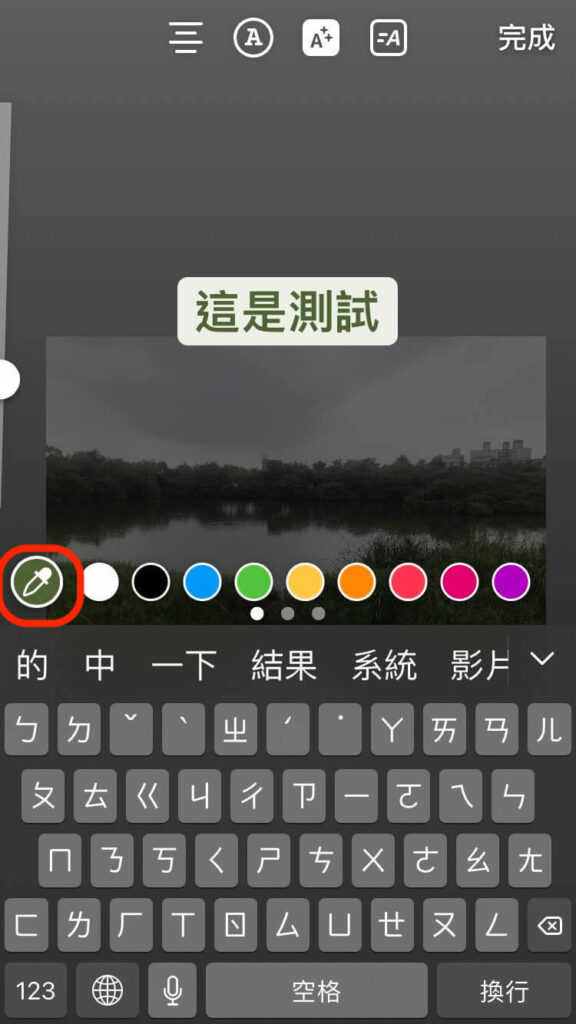 A A =A 完成
這是測試
的 中 一下 結果 系統 影片
ㄅ ㄉ ˇ ˋ ㄓ ˊ ˙ ㄚ ㄞ ㄢ ㄦ
ㄆ ㄊ ㄍ ㄐ ㄔ ㄗ ㄧ ㄛ ㄟ ㄣ
ㄇ ㄋ ㄎ ㄑ ㄕ ㄘ ㄨ ㄜ ㄠ ㄤ
ㄈ ㄌ ㄏ ㄒ ㄖ ㄙ ㄩ ㄝ ㄡ ㄥ
123 空格 換行